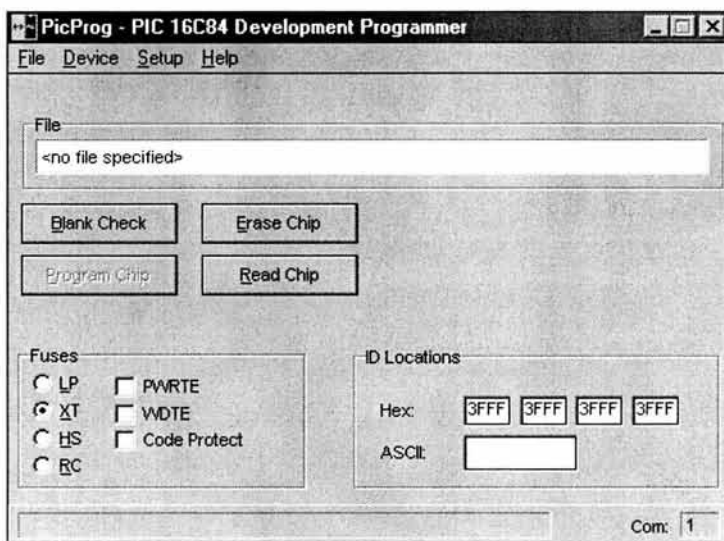 PicProg - PIC 16C84 Development Programmer
File Device Setup Help
File
<no file specified>
Blank Check Erase Chip
Program Chip Read Chip
Fuses
LP PWRTE
XT WDTE
HS Code Protect
RC
ID Locations
Hex: 3FFF 3FFF 3FFF 3FFF
ASCII:
Com: 1